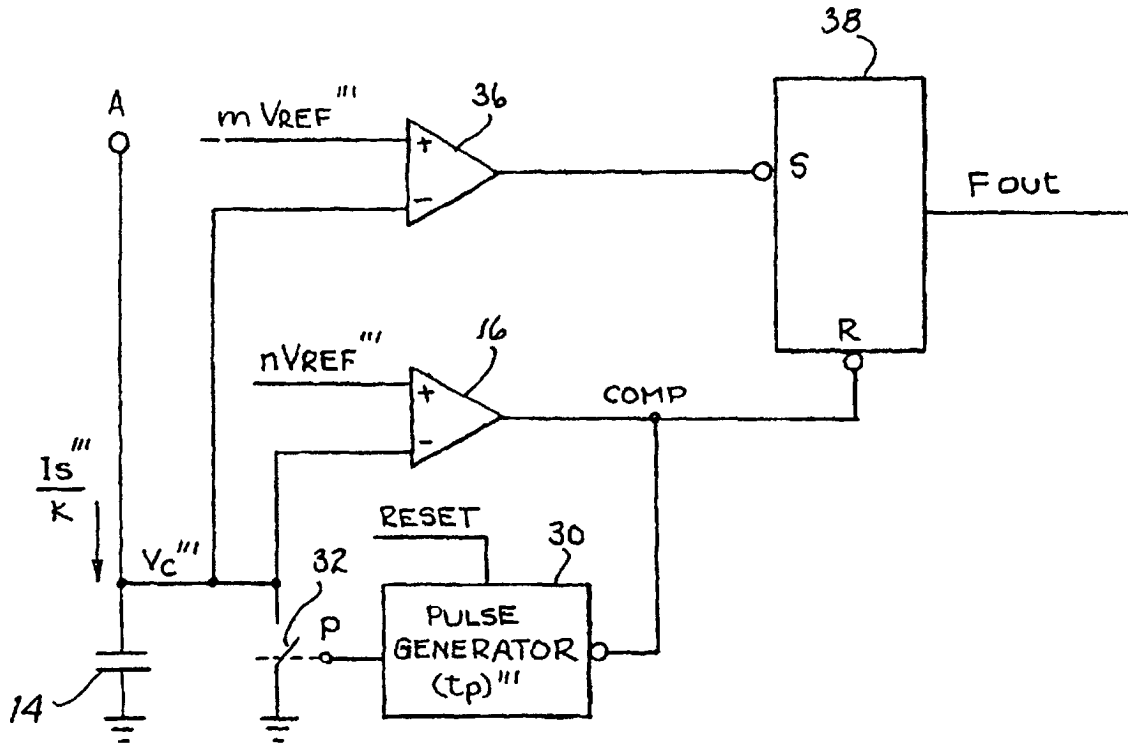 38
A
m VREF'''
36
+
-
S
Fout
R
nVREF'''
16
+
-
COMP
Is'''
K
RESET
30
Vc'''
32
P
PULSE
GENERATOR
(tp)'''
14